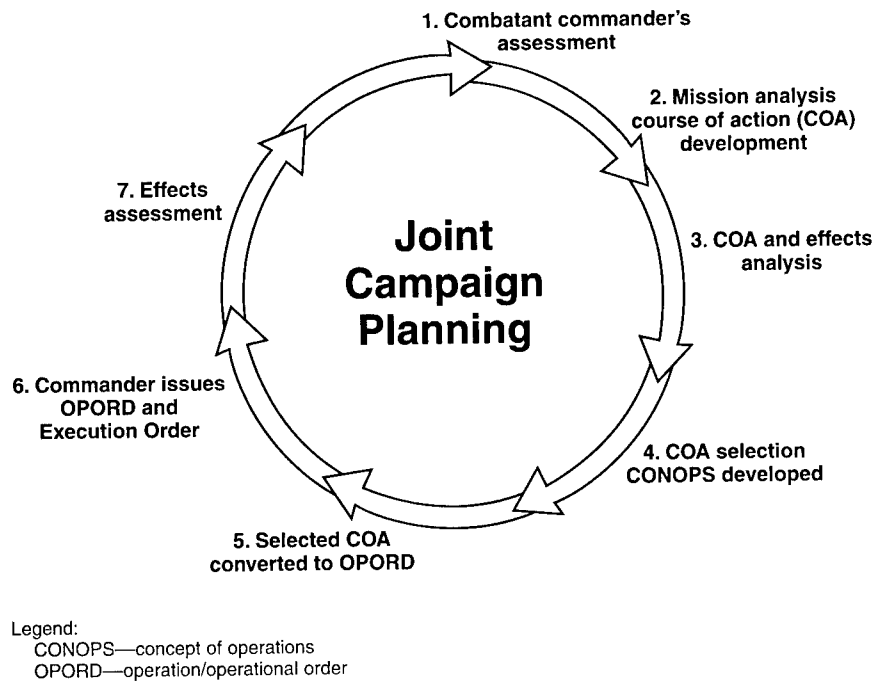 1. Combatant commander's
assessment
2. Mission analysis
course of action (COA)
development
3. COA and effects
analysis
4. COA selection
CONOPS developed
5. Selected COA
converted to OPORD
6. Commander issues
OPORD and
Execution Order
7. Effects
assessment
Joint
Campaign
Planning
Legend:
CONOPS—concept of operations
OPORD—operation/operational order